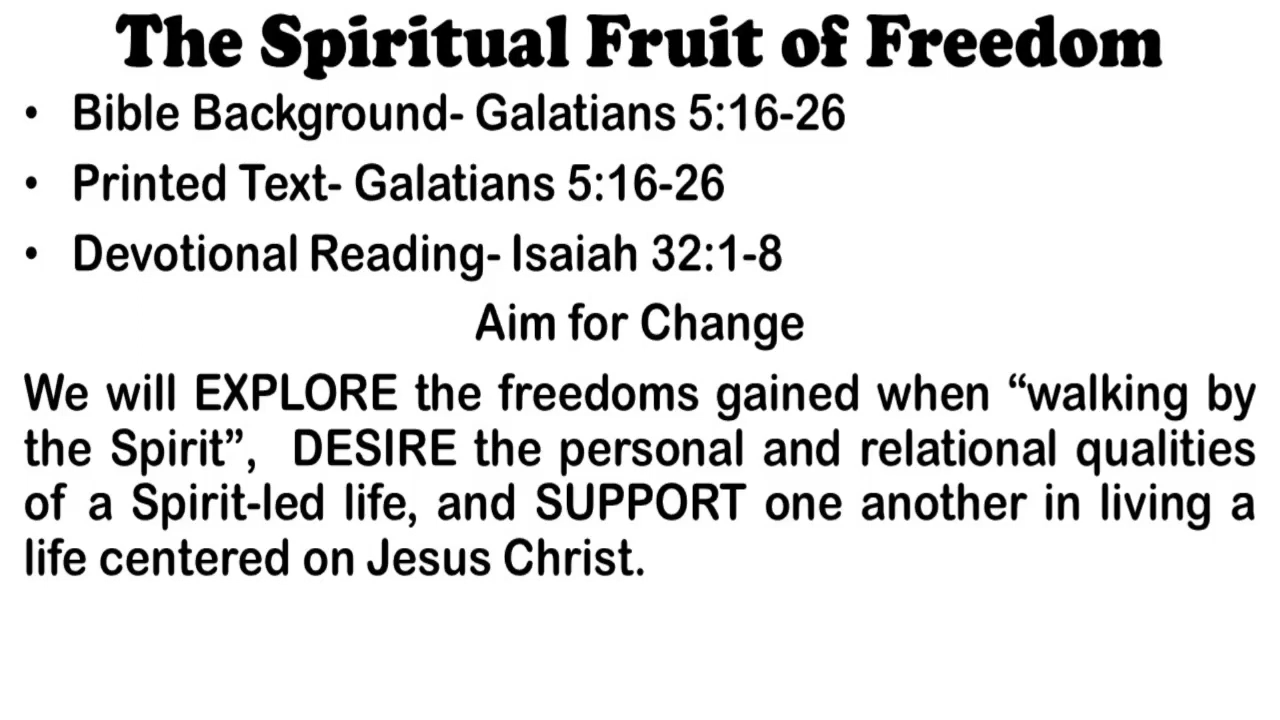 The Spiritual Fruit of Freedom
• Bible Background- Galatians 5:16-26
• Printed Text- Galatians 5:16-26
• Devotional Reading- Isaiah 32:1-8
Aim for Change
We will EXPLORE the freedoms gained when “walking by
the Spirit”,  DESIRE the personal and relational qualities
of a Spirit-led life, and SUPPORT one another in living a
life centered on Jesus Christ.